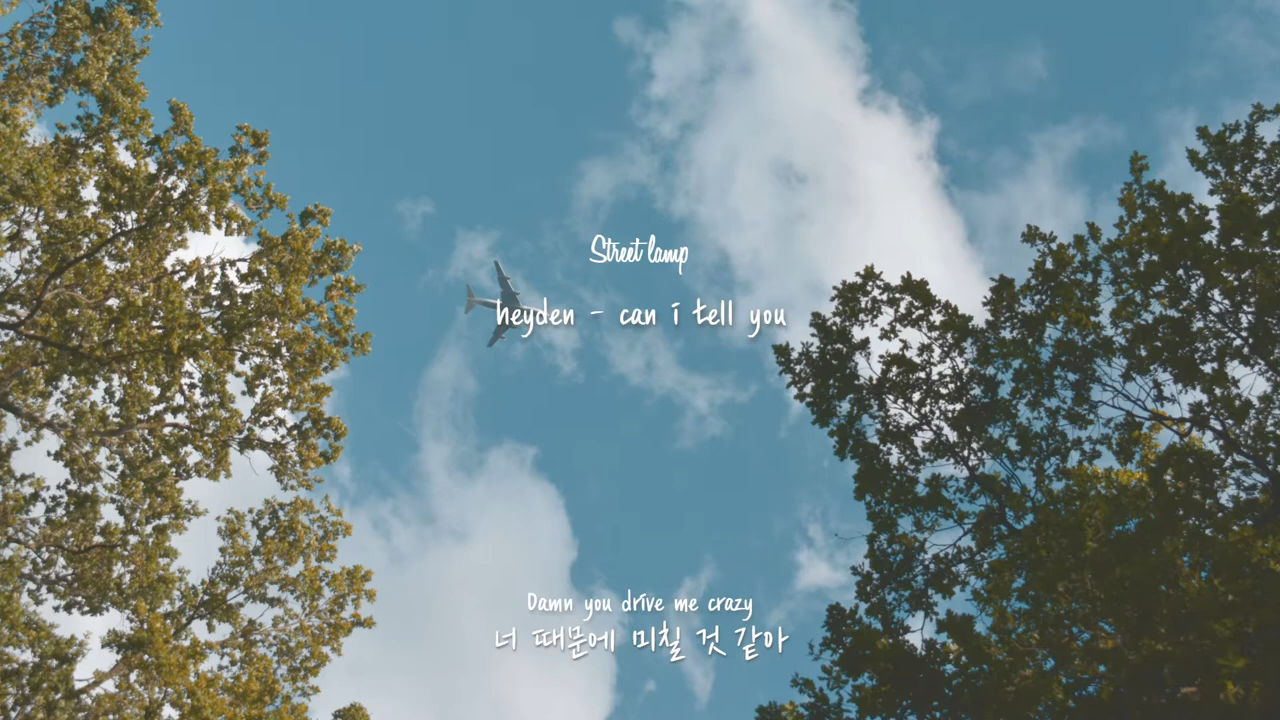 Street lamp
heyden - can i tell you
Damn you drive me crazy
너 때문에 미칠 것 같아